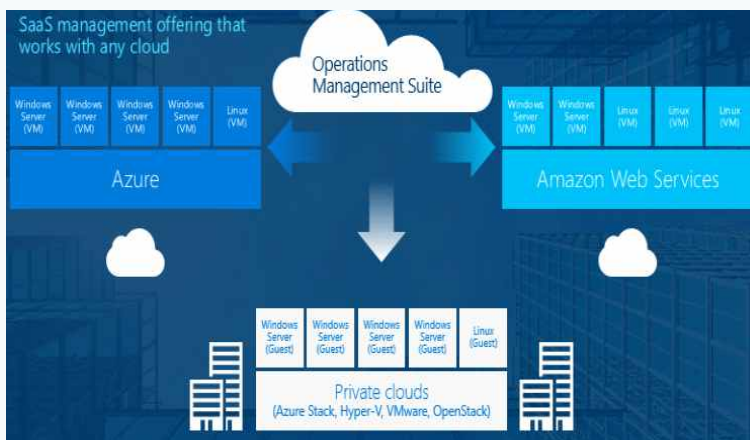 SaaS management offering that
works with any cloud
Operations
Management Suite
Windows
Server
(VM)
Windows
Server
(VM)
Windows
Server
(VM)
Windows
Server
(VM)
Linux
(VM)
Azure
Windows
Server
(VM)
Windows
Server
(VM)
Linux
(VM)
Linux
(VM)
Linux
(VM)
Amazon Web Services
Windows
Server
(Guest)
Windows
Server
(Guest)
Windows
Server
(Guest)
Windows
Server
(Guest)
Linux
(Guest)
Private clouds
(Azure Stack, Hyper-V, VMware, OpenStack)